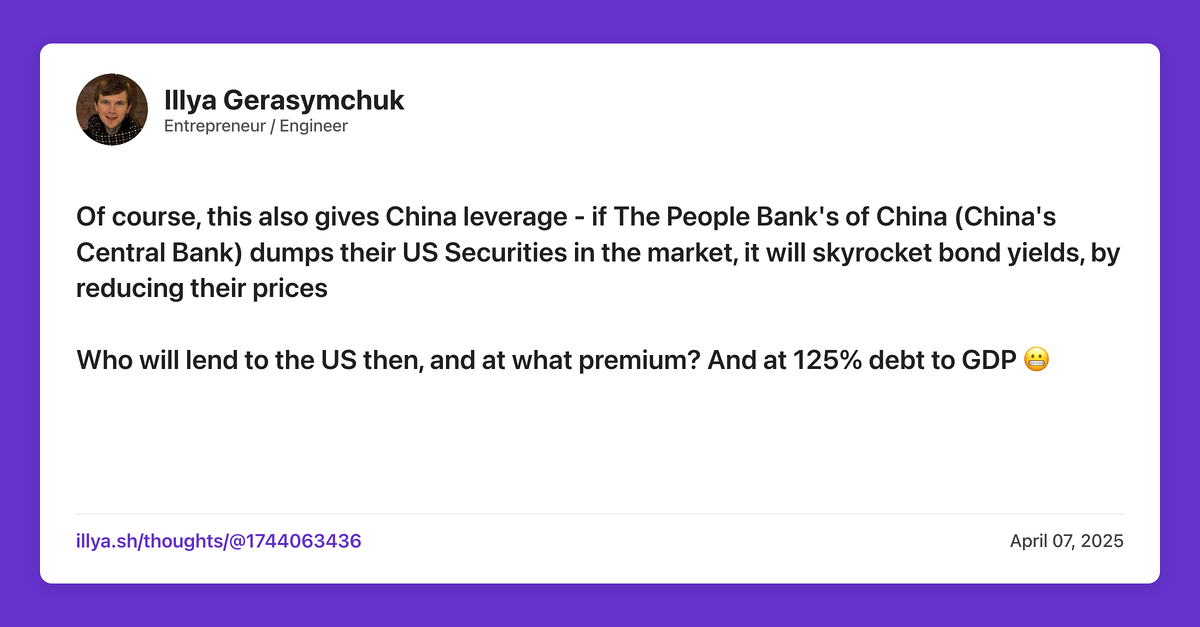 Illya Gerasymchuk
Entrepreneur / Engineer
Of course, this also gives China leverage - if The People Bank's of China (China's
Central Bank) dumps their US Securities in the market, it will skyrocket bond yields, by
reducing their prices
Who will lend to the US then, and at what premium? And at 125% debt to GDP 😬
illya.sh/thoughts/@1744063436
April 07, 2025